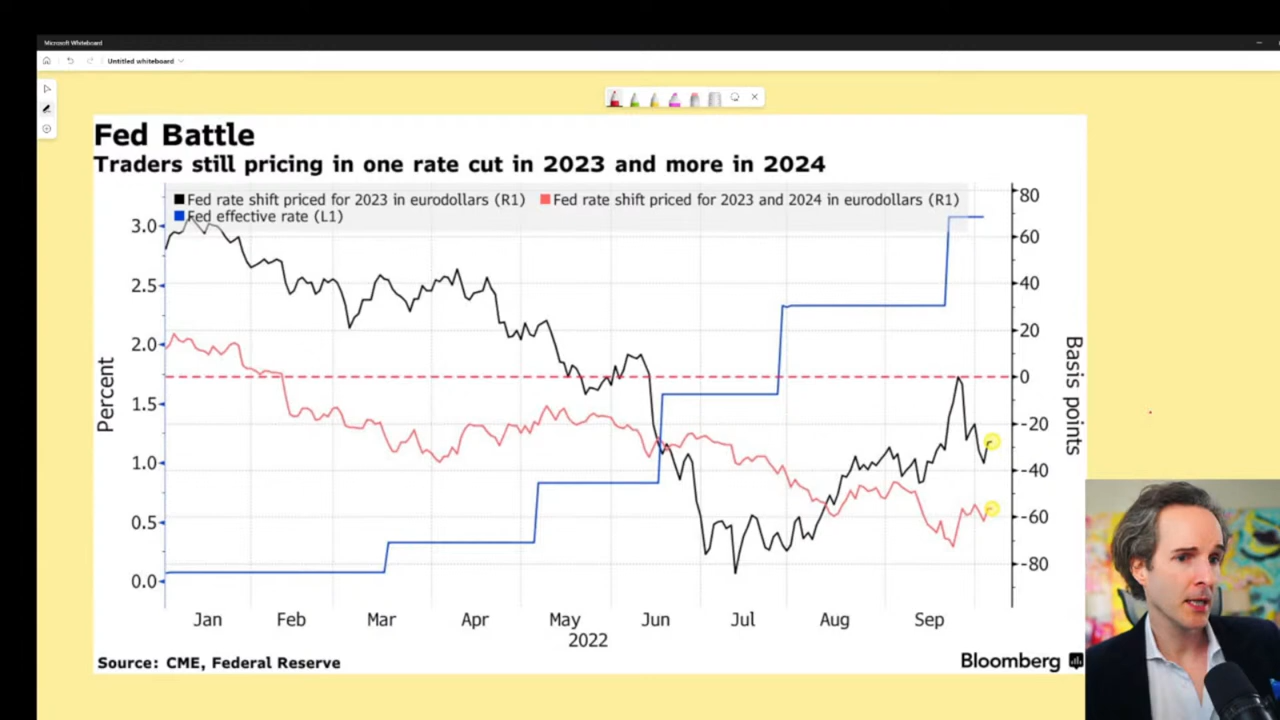 Microsoft Whiteboard
Untitled whiteboard
Fed Battle
Traders still pricing in one rate cut in 2023 and more in 2024
Fed rate shift priced for 2023 in eurodollars (R1)
Fed rate shift priced for 2023 and 2024 in eurodollars (R1)
Fed effective rate (L1)
3.0
2.5
2.0
1.5
1.0
0.5
0.0
Percent
80
60
40
20
0
-20
-40
-60
-80
Basis points
Jan Feb Mar Apr May Jun Jul Aug Sep
2022
Source: CME, Federal Reserve
Bloomberg